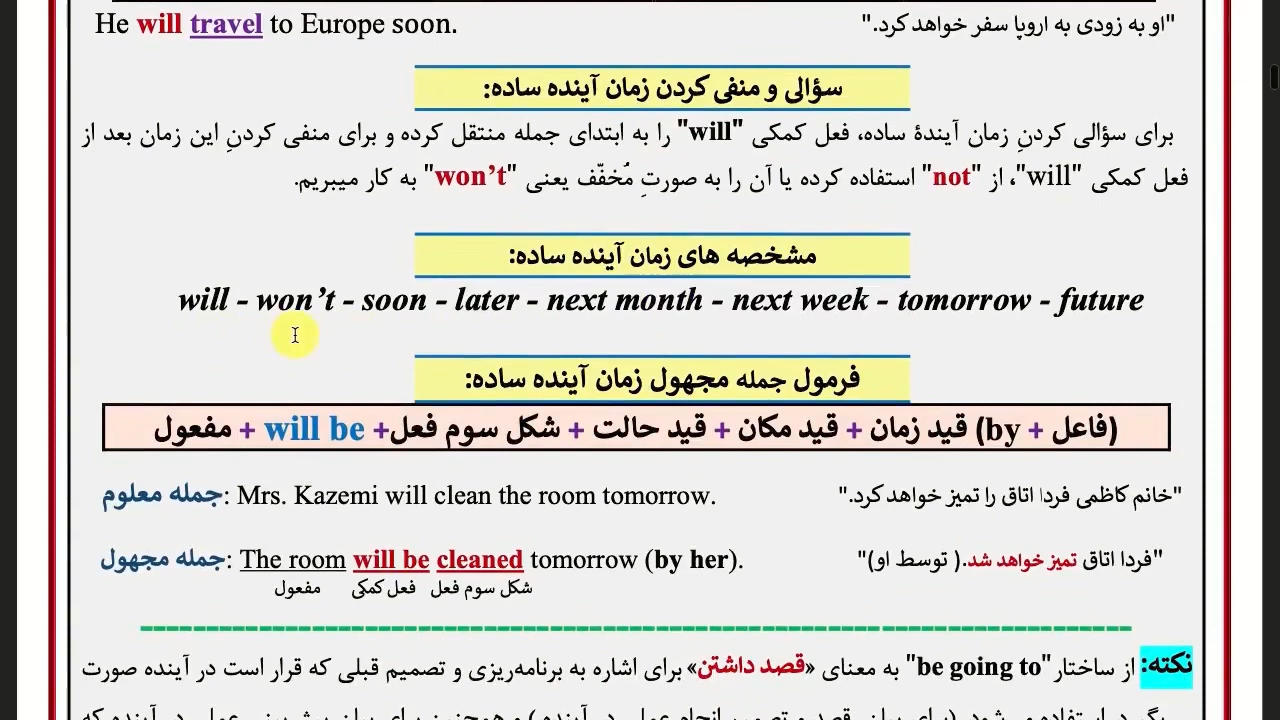 He will travel to Europe soon. "او به زودی به اروپا سفر خواهد کرد."
سؤالی و منفی کردن زمان آینده ساده:
برای سؤالی کردنِ زمان آیندهٔ ساده، فعل کمکی "will" را به ابتدای جمله منتقل کرده و برای منفی کردنِ این زمان بعد از
فعل کمکی "will"، از "not" استفاده کرده یا آن را به صورتِ مُخفّف یعنی "won’t" به کار میبریم.
مشخصه های زمان آینده ساده:
will - won’t - soon - later - next month - next week - tomorrow - future
فرمول جمله مجهول زمان آینده ساده:
مفعول + will be + شکل سوم فعل + قید حالت + قید مکان + قید زمان (by + فاعل)
جمله معلوم: Mrs. Kazemi will clean the room tomorrow. "خانم کاظمی فردا اتاق را تمیز خواهد کرد."
جمله مجهول: The room will be cleaned tomorrow (by her). "فردا اتاق تمیز خواهد شد.( توسط او)"
مفعول فعل کمکی شکل سوم فعل
نکته: از ساختار "be going to" به معنای «قصد داشتن» برای اشاره به برنامه‌ریزی و تصمیم قبلی که قرار است در آینده صورت